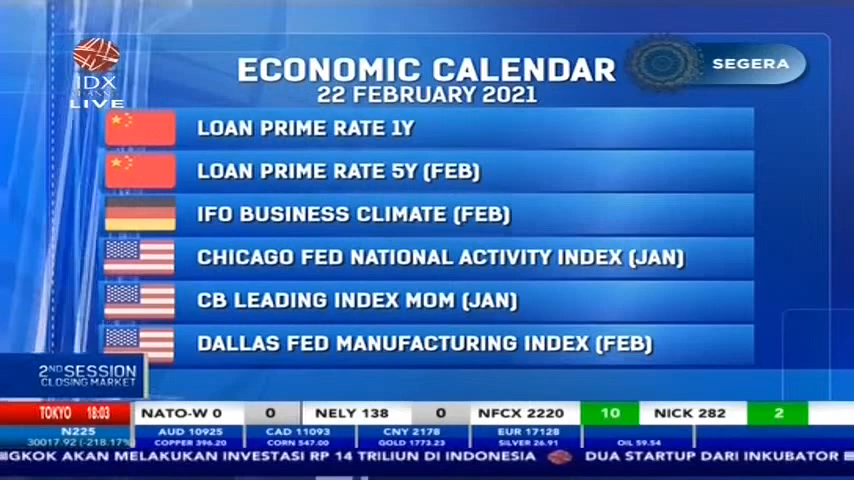 IDX
LIVE
ECONOMIC CALENDAR
22 FEBRUARY 2021
SEGERA
LOAN PRIME RATE 1Y
LOAN PRIME RATE 5Y (FEB)
IFO BUSINESS CLIMATE (FEB)
CHICAGO FED NATIONAL ACTIVITY INDEX (JAN)
CB LEADING INDEX MOM (JAN)
DALLAS FED MANUFACTURING INDEX (FEB)
2ND SESSION
CLOSING MARKET
TOKYO 18:03 NATO-W 0 0 NELY 138 0 NFCX 2220 10 NICK 282 2
N225 AUD 10925 CAD 11093 CNY 2178 EUR 17128
30017.92 (-218.17%) COPPER 396.20 CORN 547.00 GOLD 1773.23 SILVER 26.91 OIL 59.54
GKOK AKAN MELAKUKAN INVESTASI RP 14 TRILIUN DI INDONESIA DUA STARTUP DARI INKUBATOR